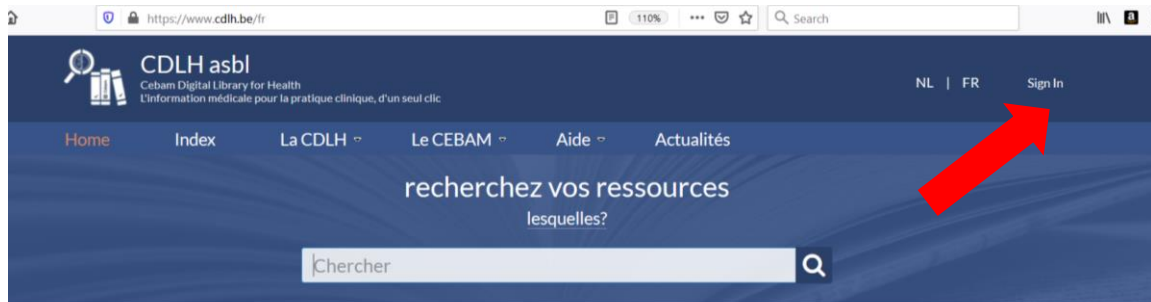 https://www.cdlh.be/fr 110% Search
CDLH asbl
Cebam Digital Library for Health
L'information médicale pour la pratique clinique, d'un seul clic
NL | FR Sign In
Home Index La CDLH Le CEBAM Aide Actualités
recherchez vos ressources
lesquelles?
Chercher